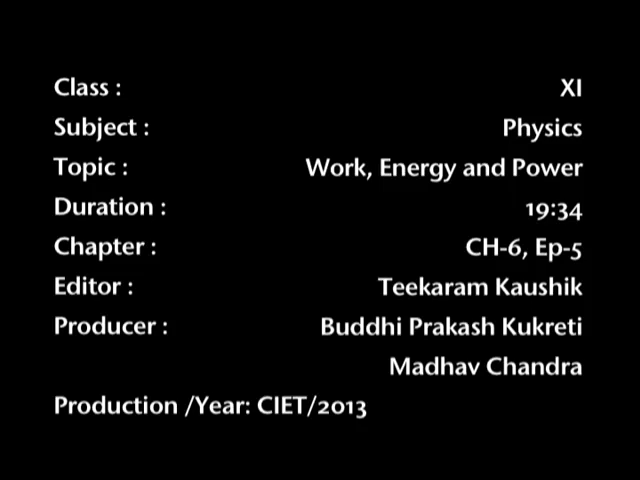 Class : XI
Subject : Physics
Topic : Work, Energy and Power
Duration : 19:34
Chapter : CH-6, Ep-5
Editor : Teekaram Kaushik
Producer : Buddhi Prakash Kukreti
Madhav Chandra
Production /Year: CIET/2013